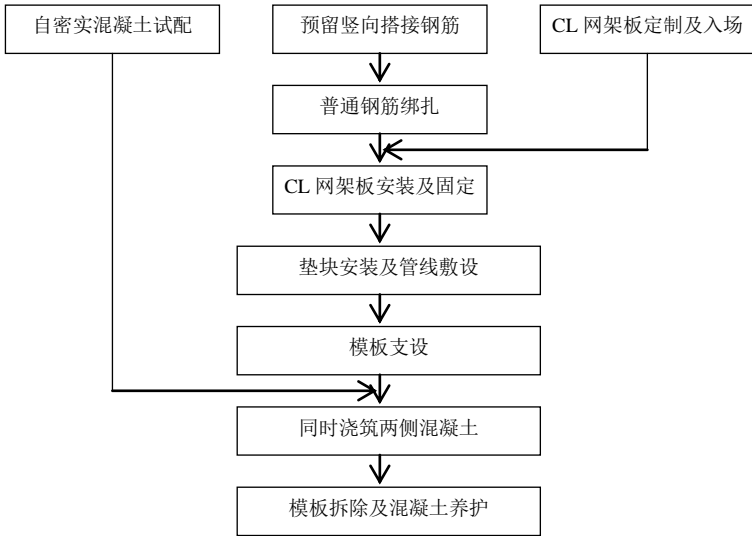 自密实混凝土试配
预留竖向搭接钢筋
CL 网架板定制及入场
普通钢筋绑扎
CL 网架板安装及固定
垫块安装及管线敷设
模板支设
同时浇筑两侧混凝土
模板拆除及混凝土养护